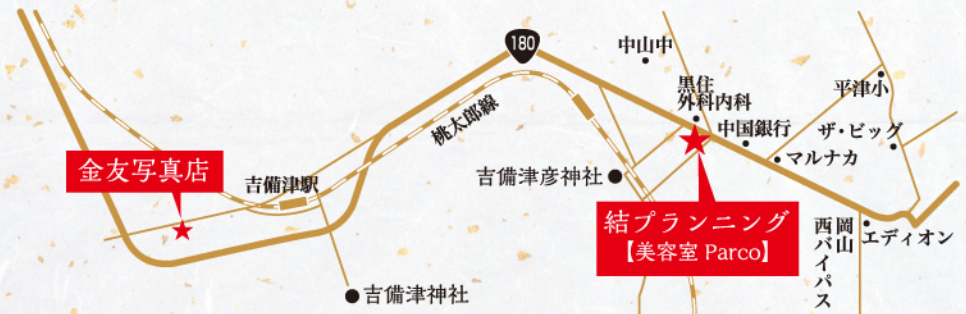 180
中山中
黒住
外科内科
平津小
中国銀行
ザ・ビッグ
マルナカ
桃太郎線
金友写真店
吉備津駅
吉備津彦神社
結プランニング
【美容室 Parco】
岡山
西バイパス
エディオン
吉備津神社